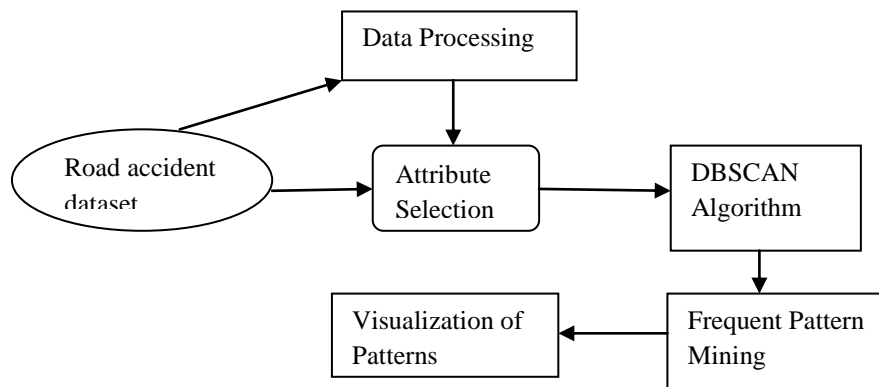 Data Processing
Road accident
dataset
Attribute
Selection
DBSCAN
Algorithm
Frequent Pattern
Mining
Visualization of
Patterns